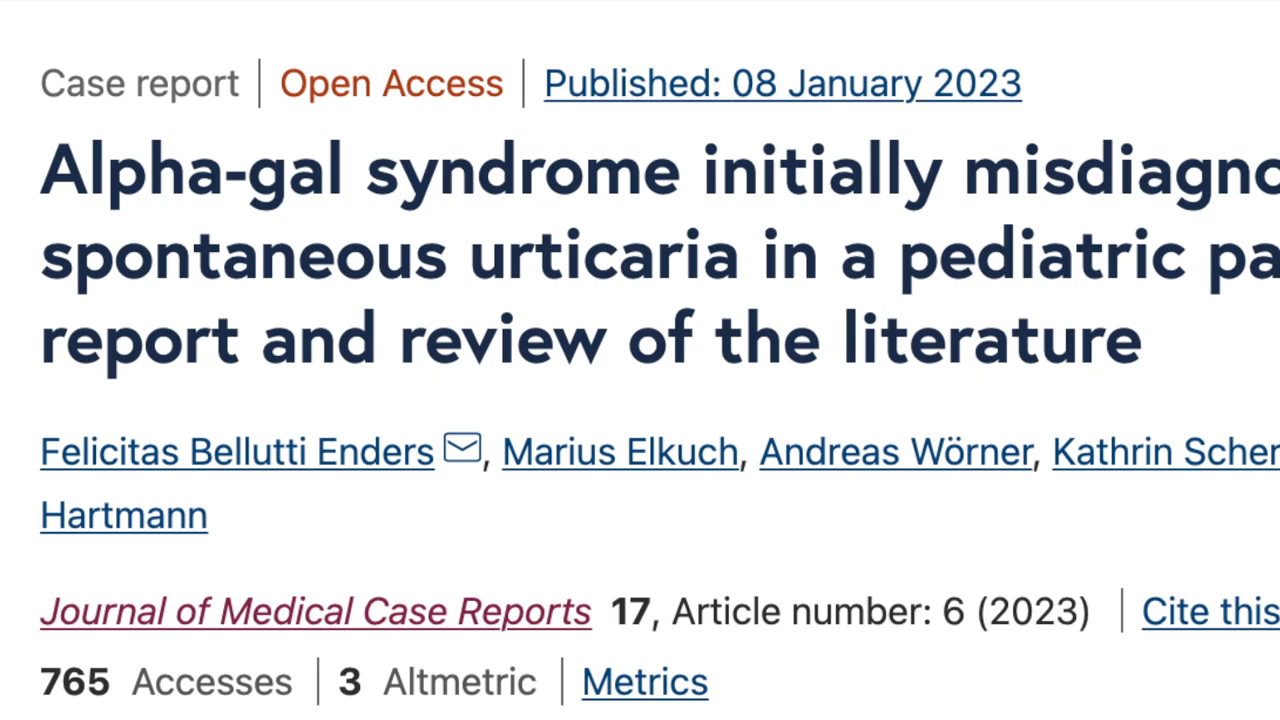 Case report | Open Access | Published: 08 January 2023
Alpha-gal syndrome initially misdiagno
spontaneous urticaria in a pediatric pa
report and review of the literature
Felicitas Bellutti Enders, Marius Elkuch, Andreas Wörner, Kathrin Scher
Hartmann
Journal of Medical Case Reports 17, Article number: 6 (2023) | Cite this
765 Accesses | 3 Altmetric | Metrics